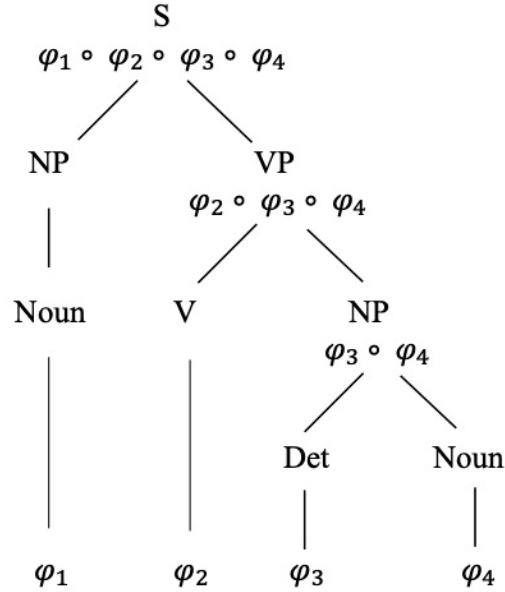 S
𝜑₁ ∘ 𝜑₂ ∘ 𝜑₃ ∘ 𝜑₄
NP VP
𝜑₂ ∘ 𝜑₃ ∘ 𝜑₄
Noun V NP
𝜑₃ ∘ 𝜑₄
Det Noun
𝜑₁ 𝜑₂ 𝜑₃ 𝜑₄